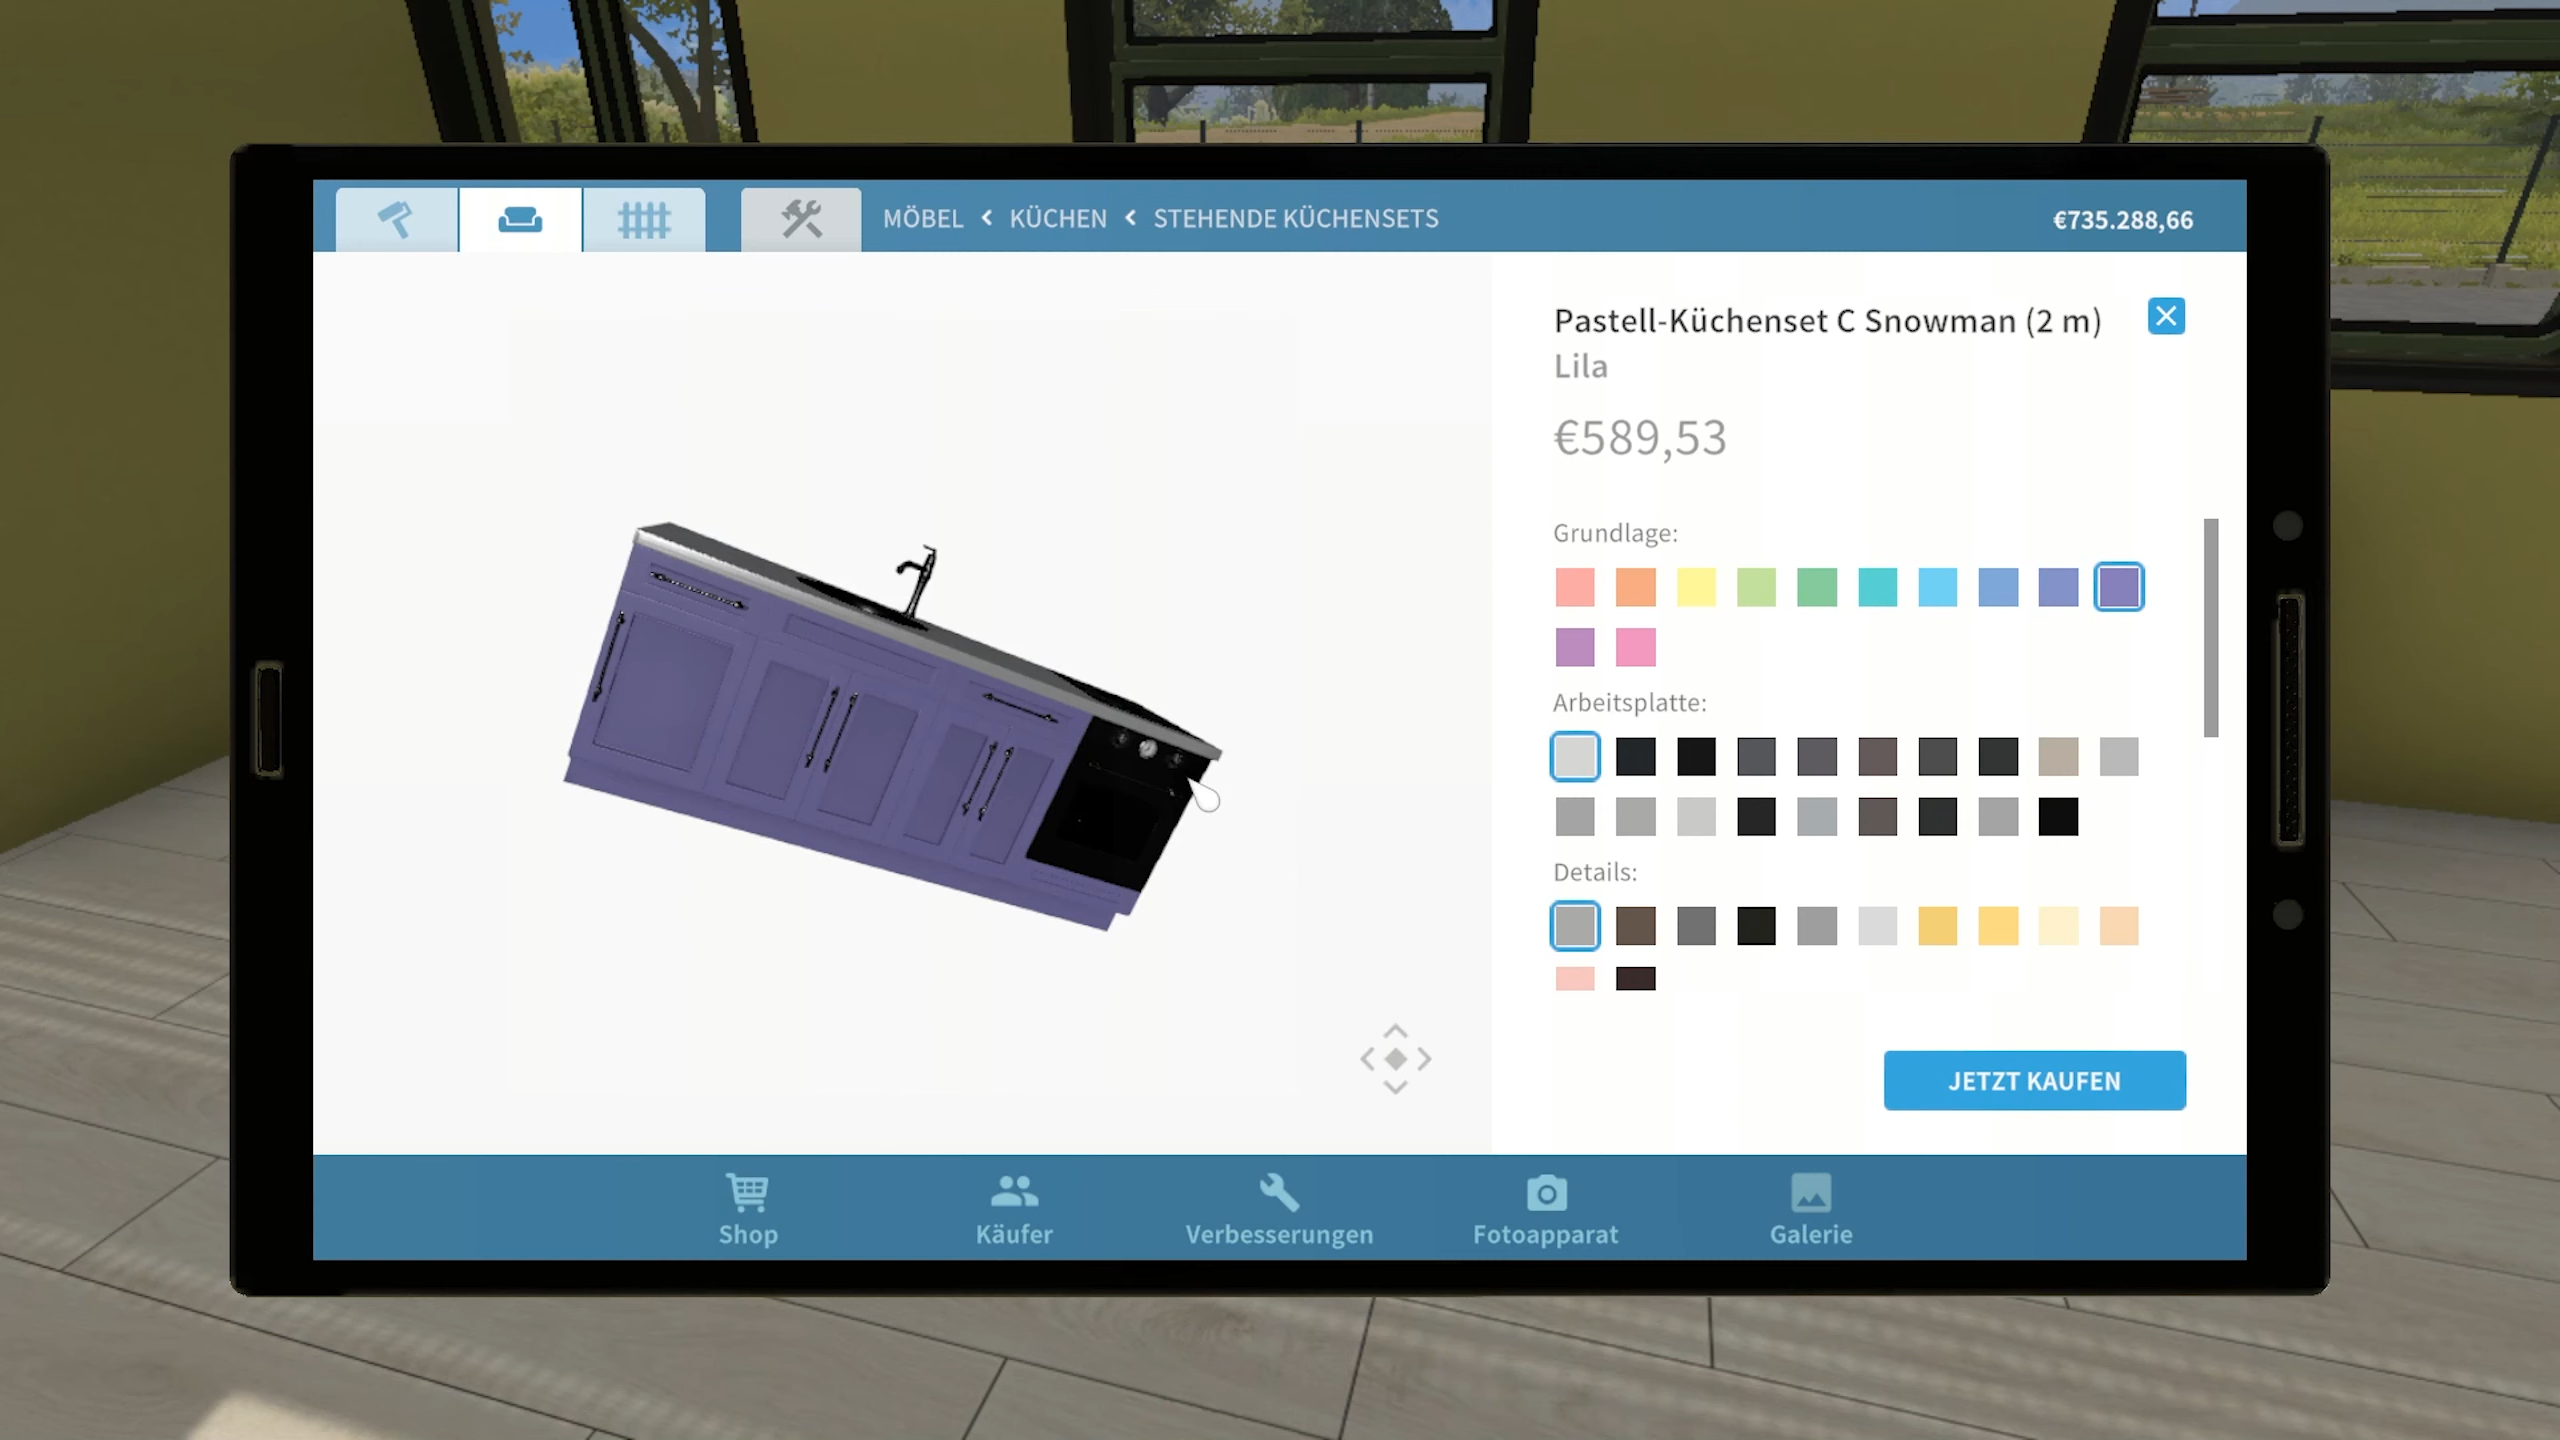 MÖBEL < KÜCHEN < STEHENDE KÜCHENSETS
€735.288,66
Pastell-Küchenset C Snowman (2 m)
Lila
€589,53
Grundlage:
Arbeitsplatte:
Details:
JETZT KAUFEN
Shop
Käufer
Verbesserungen
Fotoapparat
Galerie